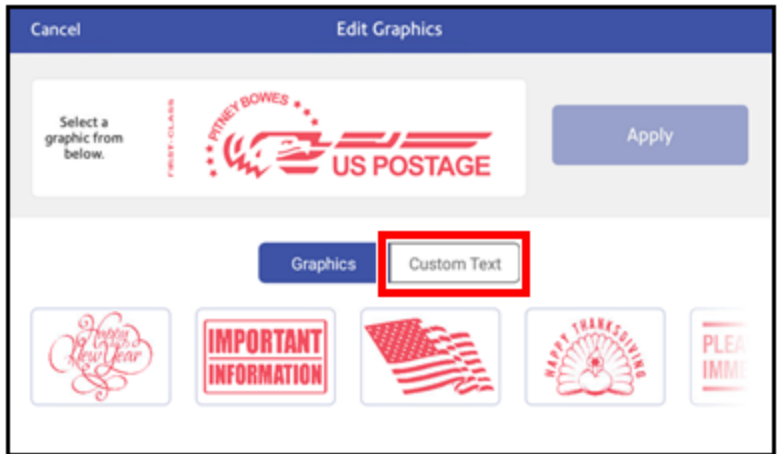 Cancel
Edit Graphics
Select a
graphic from
below.
FIRST-CLASS
PITNEY BOWES
US POSTAGE
Apply
Graphics
Custom Text
Happy
New Year
IMPORTANT
INFORMATION
HAPPY THANKSGIVING
PLEA
IMM